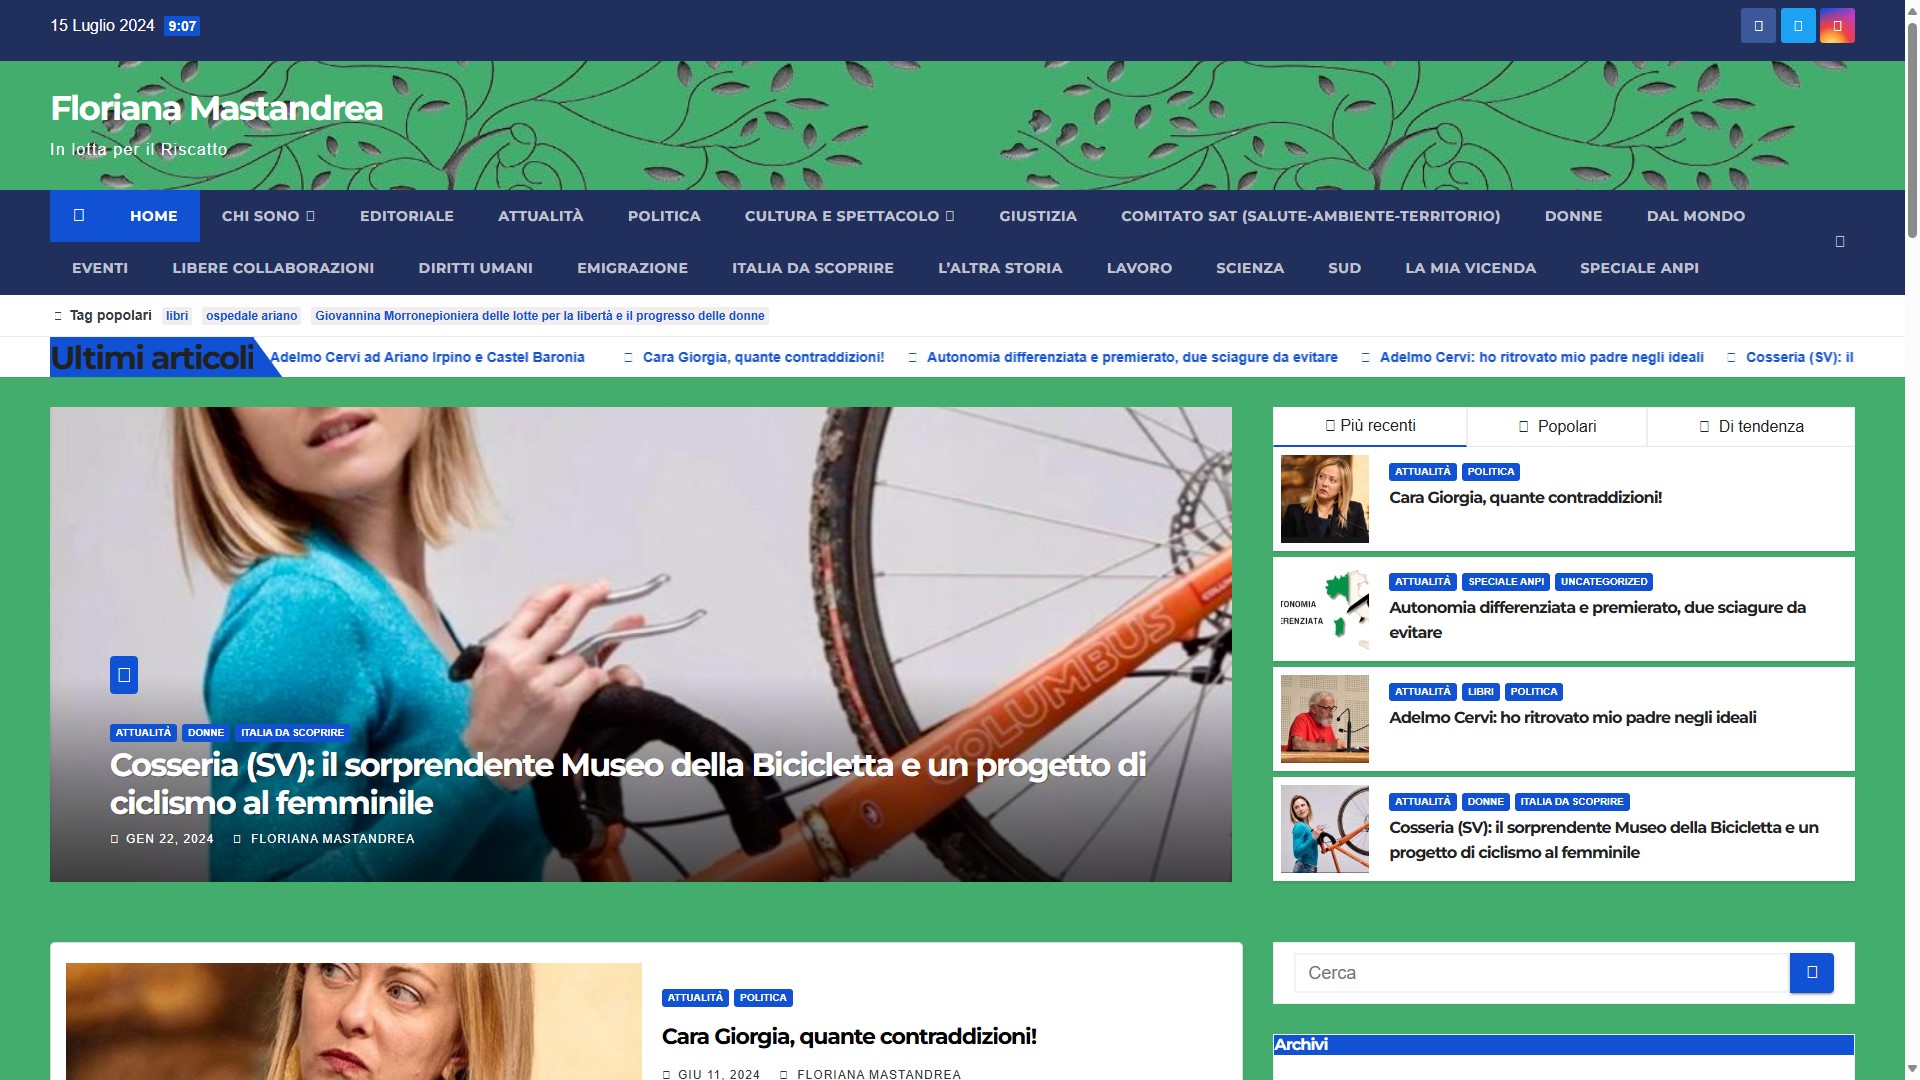 15 Luglio 2024 9:07
Floriana Mastandrea
In lotta per il Riscatto
HOME CHI SONO EDITORIALE ATTUALITÀ POLITICA CULTURA E SPETTACOLO GIUSTIZIA COMITATO SAT (SALUTE-AMBIENTE-TERRITORIO) DONNE DAL MONDO
EVENTI LIBERE COLLABORAZIONI DIRITTI UMANI EMIGRAZIONE ITALIA DA SCOPRIRE L'ALTRA STORIA LAVORO SCIENZA SUD LA MIA VICENDA SPECIALE ANPI
Tag popolari libri ospedale ariano Giovannina Morronepioniera delle lotte per la libertà e il progresso delle donne
Ultimi articoli Adelmo Cervi ad Ariano Irpino e Castel Baronia Cara Giorgia, quante contraddizioni! Autonomia differenziata e premierato, due sciagure da evitare Adelmo Cervi: ho ritrovato mio padre negli ideali Cosseria (SV): il
COLUMBUS
ATTUALITÀ DONNE ITALIA DA SCOPRIRE
Cosseria (SV): il sorprendente Museo della Bicicletta e un progetto di
ciclismo al femminile
GEN 22, 2024 FLORIANA MASTANDREA
Più recenti Popolari Di tendenza
ATTUALITÀ POLITICA
Cara Giorgia, quante contraddizioni!
TONOMIA
ERENZIATA
ATTUALITÀ SPECIALE ANPI UNCATEGORIZED
Autonomia differenziata e premierato, due sciagure da
evitare
ATTUALITÀ LIBRI POLITICA
Adelmo Cervi: ho ritrovato mio padre negli ideali
ATTUALITÀ DONNE ITALIA DA SCOPRIRE
Cosseria (SV): il sorprendente Museo della Bicicletta e un
progetto di ciclismo al femminile
ATTUALITÀ POLITICA
Cara Giorgia, quante contraddizioni!
GIU 11, 2024 FLORIANA MASTANDREA
Cerca
Archivi